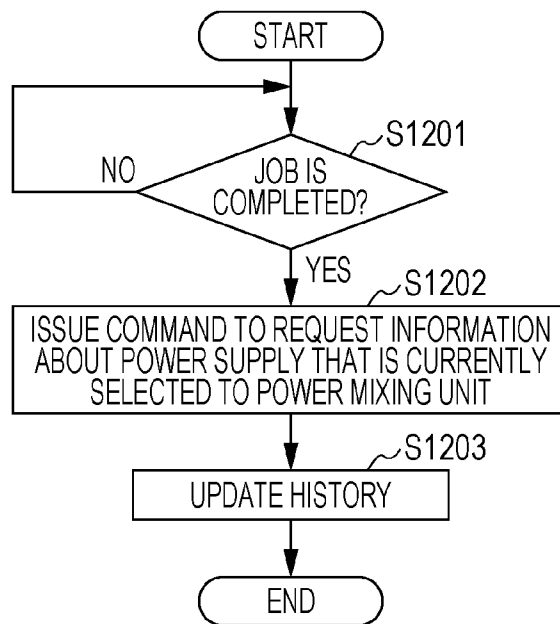 START
S1201
NO
JOB IS
COMPLETED?
YES
S1202
ISSUE COMMAND TO REQUEST INFORMATION
ABOUT POWER SUPPLY THAT IS CURRENTLY
SELECTED TO POWER MIXING UNIT
S1203
UPDATE HISTORY
END